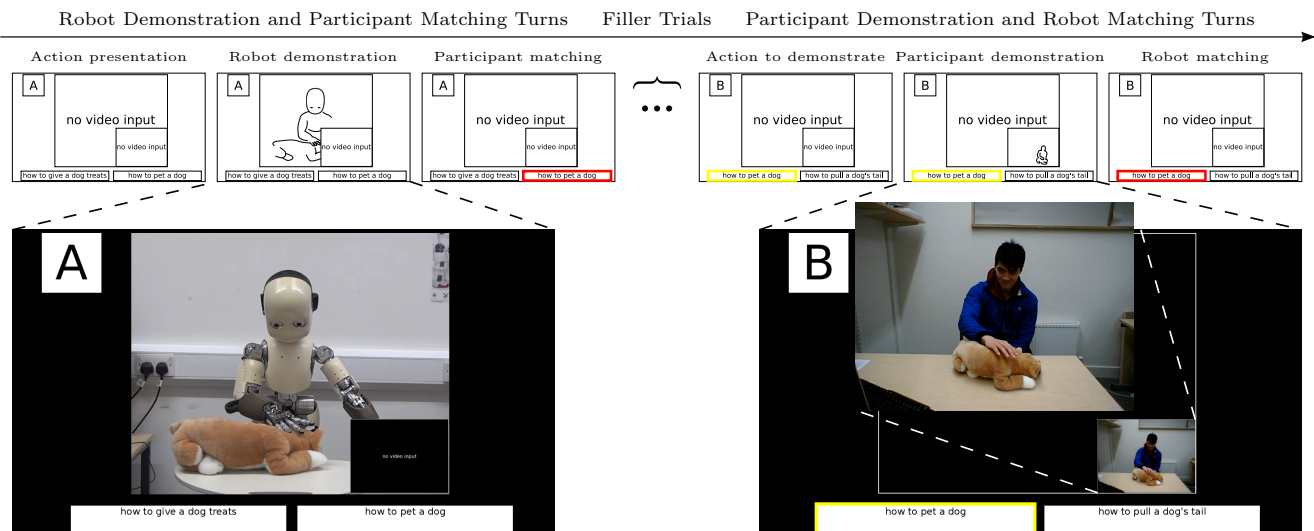 Robot Demonstration and Participant Matching Turns Filler Trials Participant Demonstration and Robot Matching Turns
Action presentation Robot demonstration Participant matching Action to demonstrate Participant demonstration Robot matching
A A A B B B
no video input no video input no video input no video input
no video input no video input no video input no video input no video input
how to give a dog treats how to pet a dog how to give a dog treats how to pet a dog how to give a dog treats how to pet a dog how to pet a dog how to pull a dog's tail how to pet a dog how to pull a dog's tail how to pet a dog how to pull a dog's tail
A B
no video input
how to give a dog treats how to pet a dog how to pet a dog how to pull a dog's tail